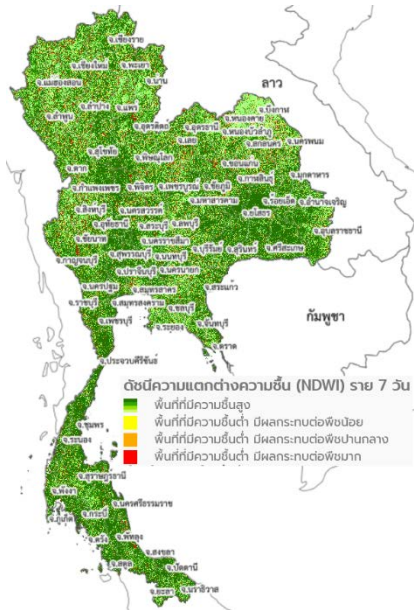 จ.เชียงราย
จ.เชียงใหม่
จ.พะเยา
จ.แม่ฮ่องสอน
จ.น่าน
ลาว
จ.ลำปาง
จ.แพร่
จ.ลำพูน
จ.อุตรดิตถ์
จ.อุดรธานี
จ.หนองคาย
จ.บึงกาฬ
จ.หนองบัวลำภู
จ.เลย
จ.สกลนคร
จ.นครพนม
จ.สุโขทัย
จ.พิษณุโลก
จ.ขอนแก่น
จ.ตาก
จ.กาฬสินธุ์
จ.มุกดาหาร
จ.กำแพงเพชร
จ.พิจิตร
จ.เพชรบูรณ์
จ.ชัยภูมิ
จ.มหาสารคาม
จ.ร้อยเอ็ด
จ.อำนาจเจริญ
จ.สิงห์บุรี
จ.นครสวรรค์
จ.ยโสธร
จ.อุทัยธานี
จ.สระบุรี
จ.ลพบุรี
จ.อุบลราชธานี
จ.ชัยนาท
จ.นครราชสีมา
จ.บุรีรัมย์
จ.สุรินทร์
จ.ศรีสะเกษ
จ.กาญจนบุรี
จ.สุพรรณบุรี
จ.นนทบุรี
จ.ปราจีนบุรี
จ.นครนายก
จ.นครปฐม
จ.สมุทรสาคร
จ.สระแก้ว
จ.ราชบุรี
จ.สมุทรสงคราม
จ.ชลบุรี
กัมพูชา
จ.เพชรบุรี
จ.ระยอง
จ.จันทบุรี
จ.ตราด
จ.ประจวบคีรีขันธ์
ดัชนีความแตกต่างความชื้น (NDWI) ราย 7 วัน
พื้นที่ที่มีความชื้นสูง
พื้นที่ที่มีความชื้นต่ำ มีผลกระทบต่อพืชน้อย
พื้นที่ที่มีความชื้นต่ำ มีผลกระทบต่อพืชปานกลาง
พื้นที่ที่มีความชื้นต่ำ มีผลกระทบต่อพืชมาก
จ.ชุมพร
จ.ระนอง
จ.สุราษฎร์ธานี
จ.พังงา
จ.นครศรีธรรมราช
จ.ภูเก็ต
จ.กระบี่
จ.ตรัง
จ.พัทลุง
จ.สงขลา
จ.สตูล
จ.ปัตตานี
จ.ยะลา
จ.นราธิวาส